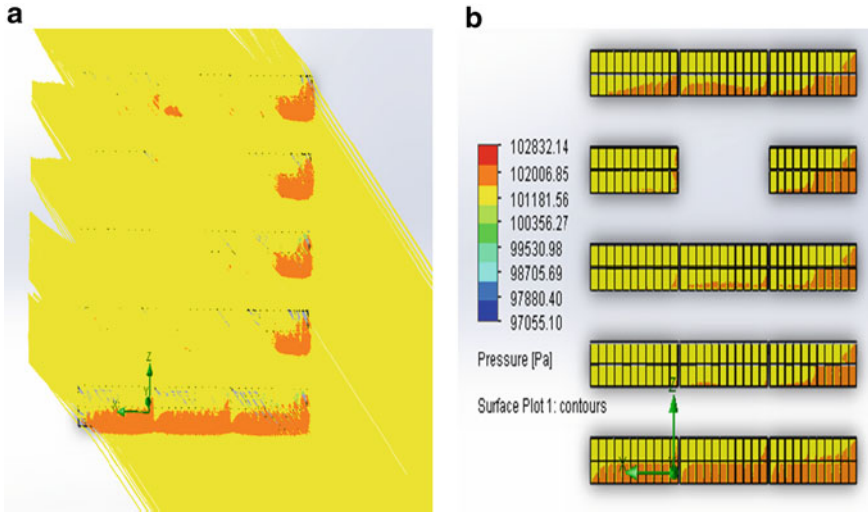 a
b
102832.14
102006.85
101181.56
100356.27
99530.98
98705.69
97880.40
97055.10
Pressure [Pa]
Surface Plot 1: contours
Z
Y
X
Z
Y
X